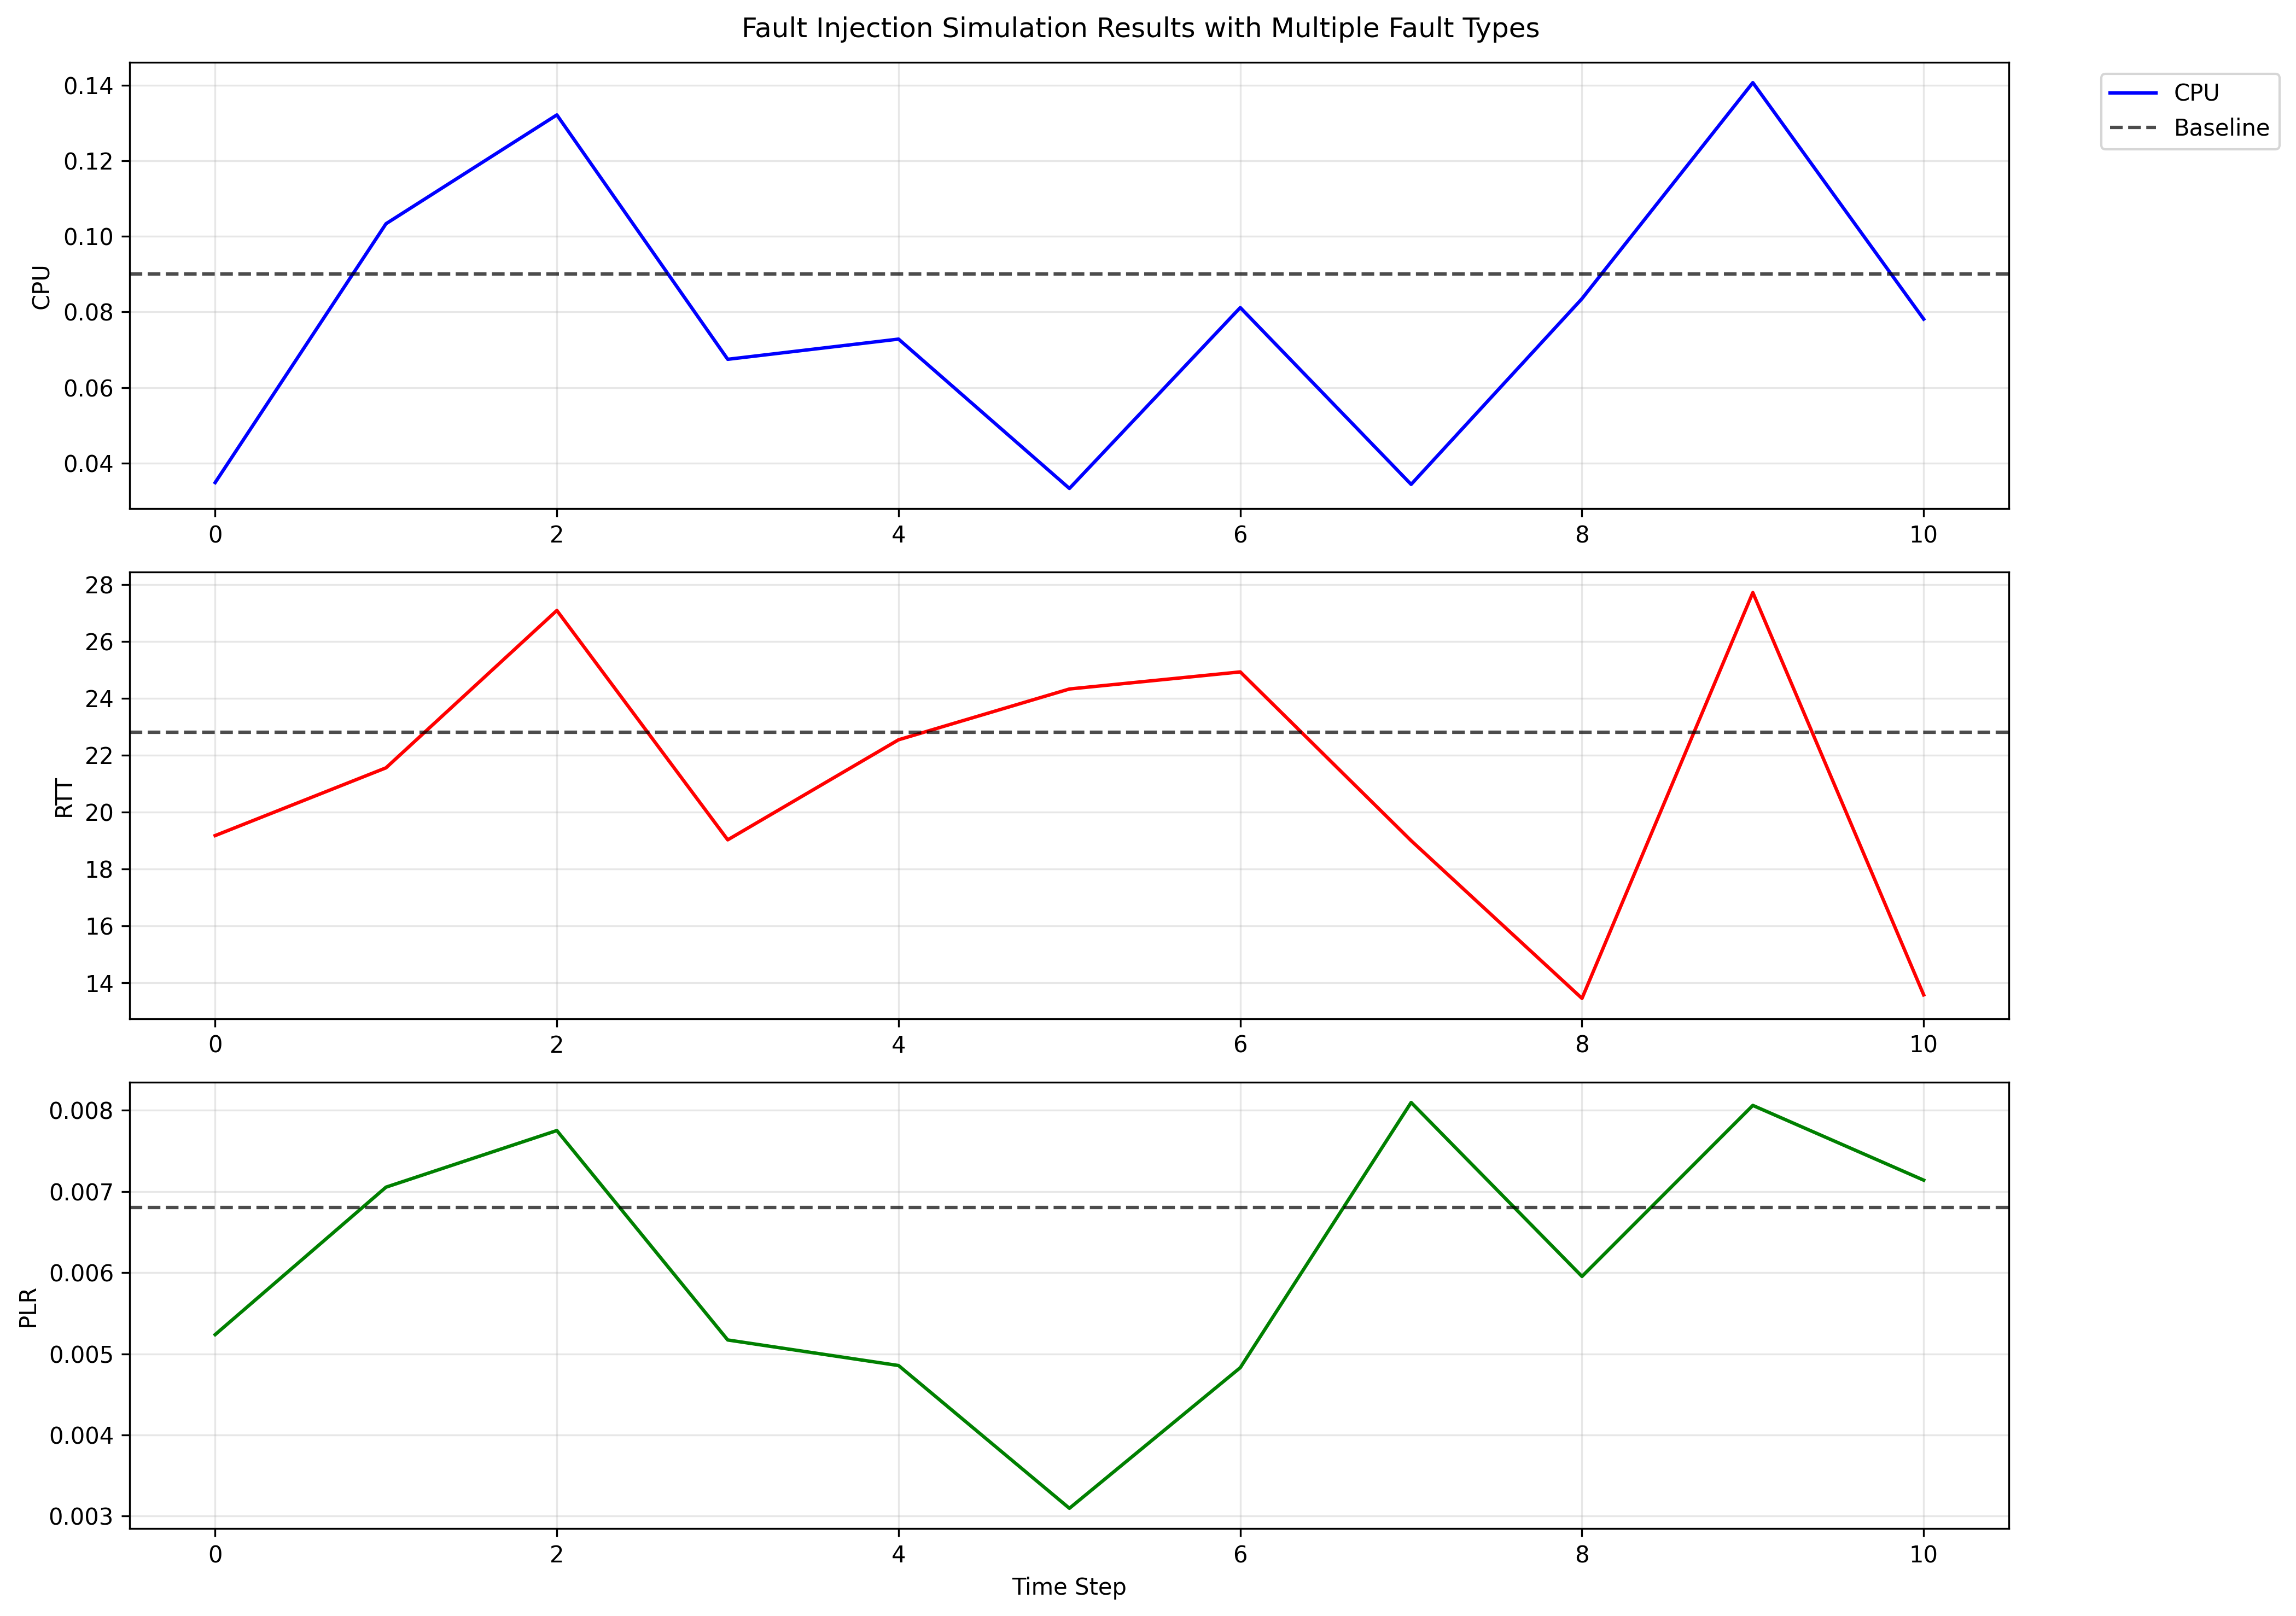 Fault Injection Simulation Results with Multiple Fault Types
CPU
Baseline
CPU
0.14
0.12
0.10
0.08
0.06
0.04
0 2 4 6 8 10
RTT
28
26
24
22
20
18
16
14
0 2 4 6 8 10
PLR
0.008
0.007
0.006
0.005
0.004
0.003
0 2 4 6 8 10
Time Step